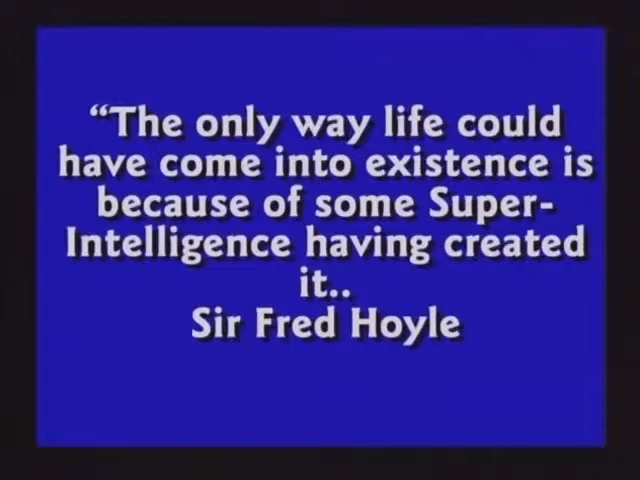 “The only way life could
have come into existence is
because of some Super-
Intelligence having created
it..
Sir Fred Hoyle